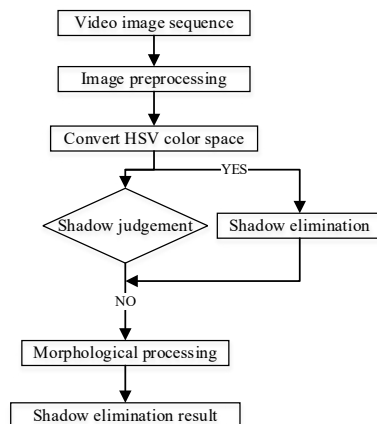 Video image sequence
Image preprocessing
Convert HSV color space
YES
Shadow judgement
Shadow elimination
NO
Morphological processing
Shadow elimination result